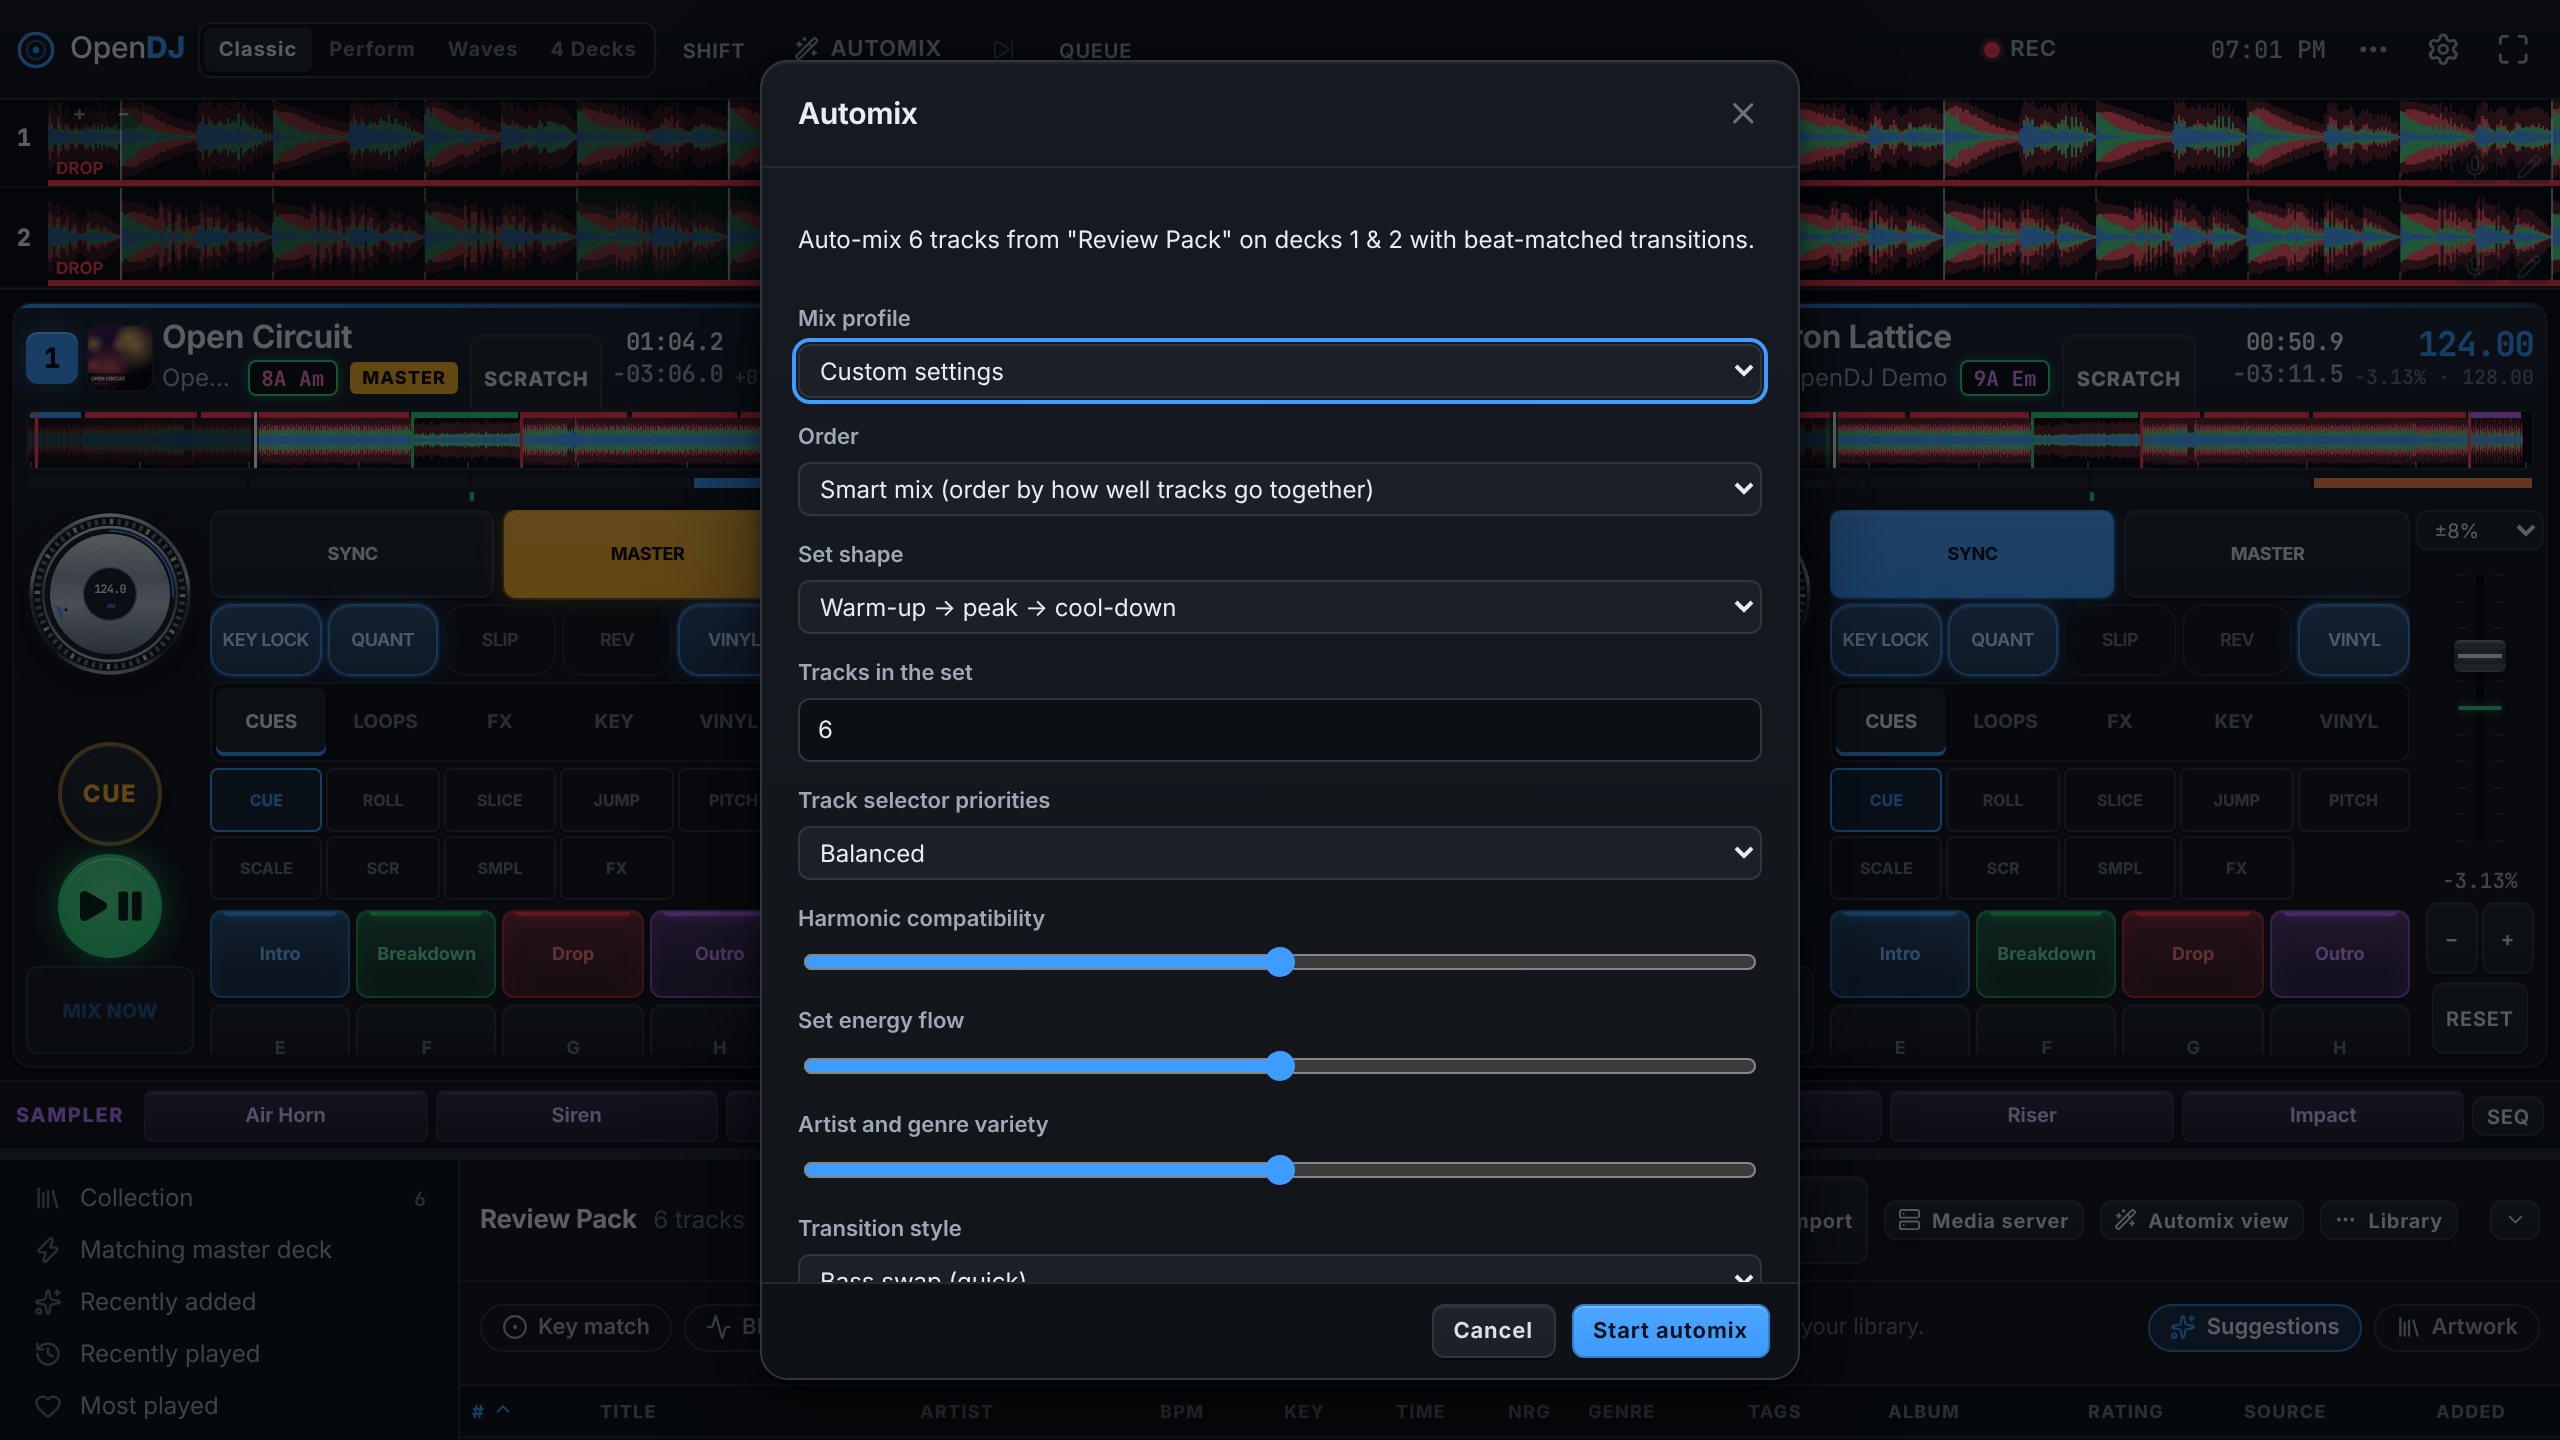 OpenDJ
Classic
Perform
Waves
4 Decks
SHIFT
AUTOMIX
QUEUE
REC
07:01 PM
1
DROP
2
DROP
Automix
Auto-mix 6 tracks from "Review Pack" on decks 1 & 2 with beat-matched transitions.
Mix profile
Custom settings
Order
Smart mix (order by how well tracks go together)
Set shape
Warm-up → peak → cool-down
Tracks in the set
6
Track selector priorities
Balanced
Harmonic compatibility
Set energy flow
Artist and genre variety
Transition style
Bass swap (quick)
Cancel
Start automix
1
Open Circuit
Ope...
8A Am
MASTER
SCRATCH
01:04.2
-03:06.0
+0
124.0
SYNC
MASTER
KEY LOCK
QUANT
SLIP
REV
VINYL
CUES
LOOPS
FX
KEY
VINYL
CUE
ROLL
SLICE
JUMP
PITCH
SCALE
SCR
SMPL
FX
CUE
MIX NOW
Intro
Breakdown
Drop
Outro
E
F
G
H
ron Lattice
penDJ Demo
9A Em
SCRATCH
00:50.9
-03:11.5
124.00
-3.13% · 128.00
SYNC
MASTER
±8%
KEY LOCK
QUANT
SLIP
REV
VINYL
CUES
LOOPS
FX
KEY
VINYL
CUE
ROLL
SLICE
JUMP
PITCH
SCALE
SCR
SMPL
FX
-3.13%
-
+
RESET
Intro
Breakdown
Drop
Outro
E
F
G
H
SAMPLER
Air Horn
Siren
Riser
Impact
SEQ
Collection
6
Matching master deck
Recently added
Recently played
Most played
Review Pack
6 tracks
mport
Media server
Automix view
Library
Key match
your library.
Suggestions
Artwork
#
TITLE
ARTIST
BPM
KEY
TIME
NRG
GENRE
TAGS
ALBUM
RATING
SOURCE
ADDED